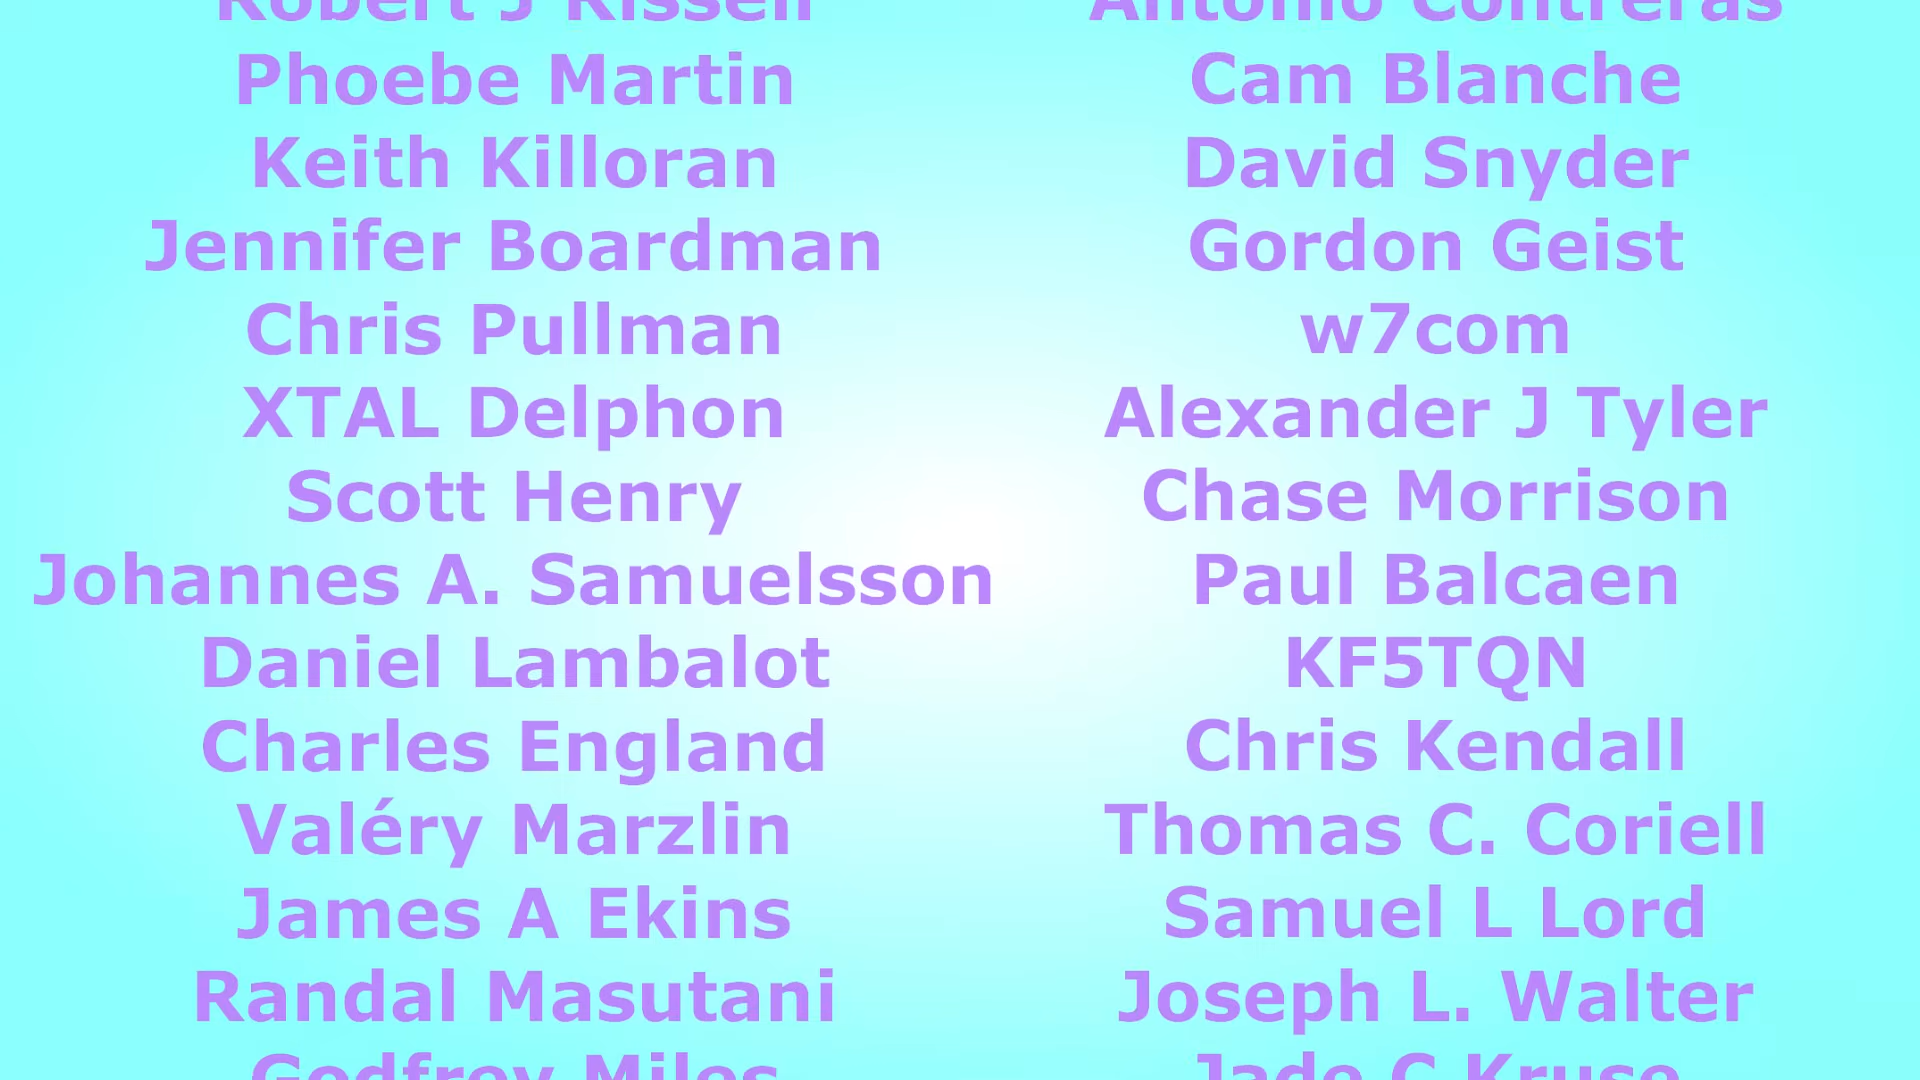 Robert J Rissell
Phoebe Martin
Keith Killoran
Jennifer Boardman
Chris Pullman
XTAL Delphon
Scott Henry
Johannes A. Samuelsson
Daniel Lambalot
Charles England
Valéry Marzlin
James A Ekins
Randal Masutani
Godfrey Miles
Antonio Contreras
Cam Blanche
David Snyder
Gordon Geist
w7com
Alexander J Tyler
Chase Morrison
Paul Balcaen
KF5TQN
Chris Kendall
Thomas C. Coriell
Samuel L Lord
Joseph L. Walter
Jade C Kruse